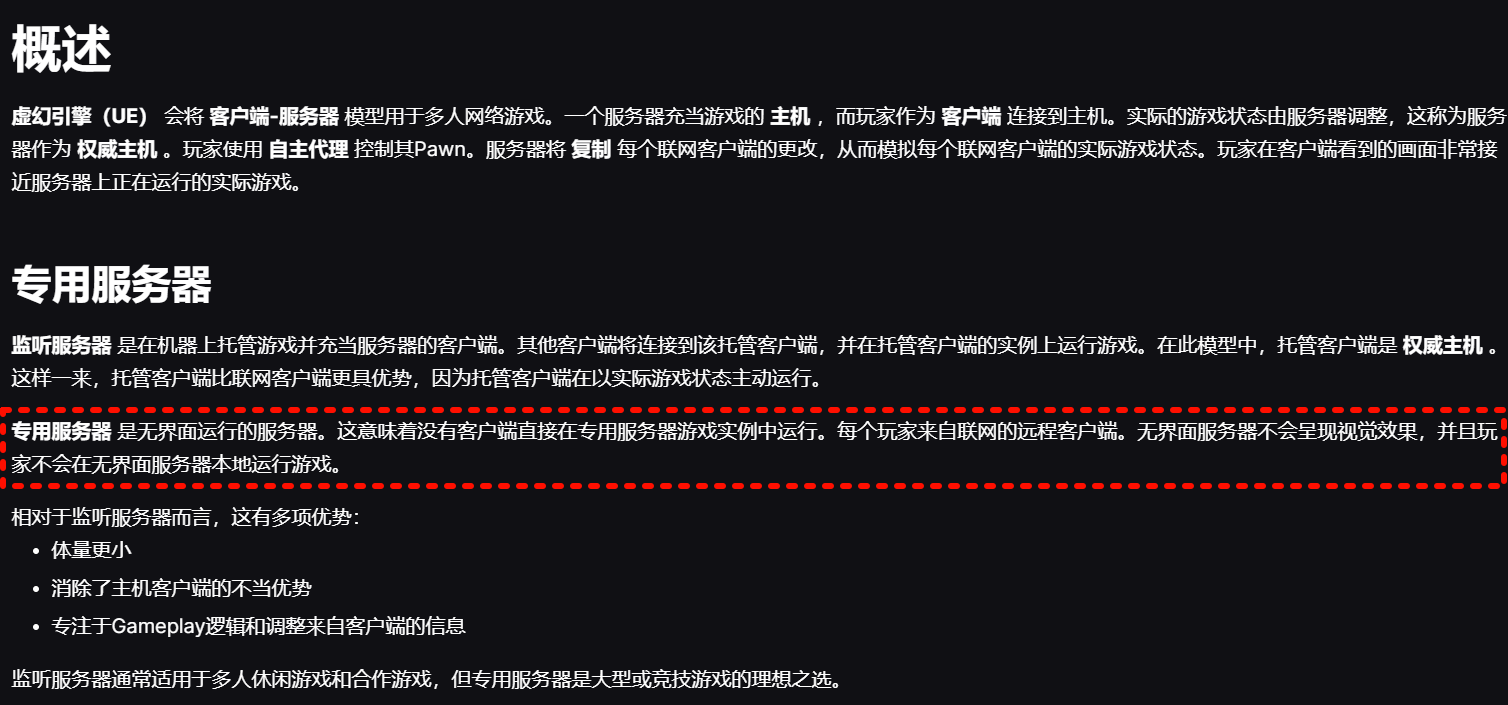 概述
虚幻引擎（UE） 会将 客户端-服务器 模型用于多人网络游戏。一个服务器充当游戏的 主机 ，而玩家作为 客户端 连接到主机。实际的游戏状态由服务器调整，这称为服务
器作为 权威主机 。玩家使用 自主代理 控制其Pawn。服务器将 复制 每个联网客户端的更改，从而模拟每个联网客户端的实际游戏状态。玩家在客户端看到的画面非常接
近服务器上正在运行的实际游戏。
专用服务器
监听服务器 是在机器上托管游戏并充当服务器的客户端。其他客户端将连接到该托管客户端，并在托管客户端的实例上运行游戏。在此模型中，托管客户端是 权威主机 。
这样一来，托管客户端比联网客户端更具优势，因为托管客户端在以实际游戏状态主动运行。
专用服务器 是无界面运行的服务器。这意味着没有客户端直接在专用服务器游戏实例中运行。每个玩家来自联网的远程客户端。无界面服务器不会呈现视觉效果，并且玩
家不会在无界面服务器本地运行游戏。
相对于监听服务器而言，这有多项优势：
• 体量更小
• 消除了主机客户端的不当优势
• 专注于Gameplay逻辑和调整来自客户端的信息
监听服务器通常适用于多人休闲游戏和合作游戏，但专用服务器是大型或竞技游戏的理想之选。